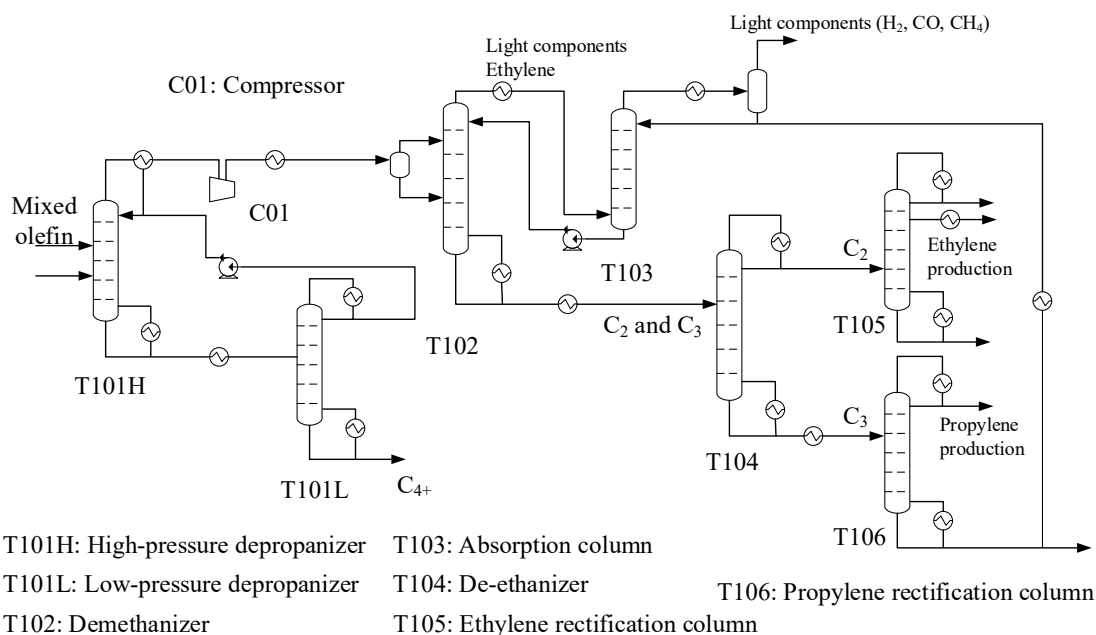 Light components (H₂, CO, CH₄)
Light components
Ethylene
C01: Compressor
C01
Mixed
olefin
T103
C₂
Ethylene
production
T105
C₂ and C₃
T102
T101H
C₃
Propylene
production
T104
T101L
C₄₊
T106
T101H: High-pressure depropanizer
T103: Absorption column
T101L: Low-pressure depropanizer
T104: De-ethanizer
T106: Propylene rectification column
T102: Demethanizer
T105: Ethylene rectification column